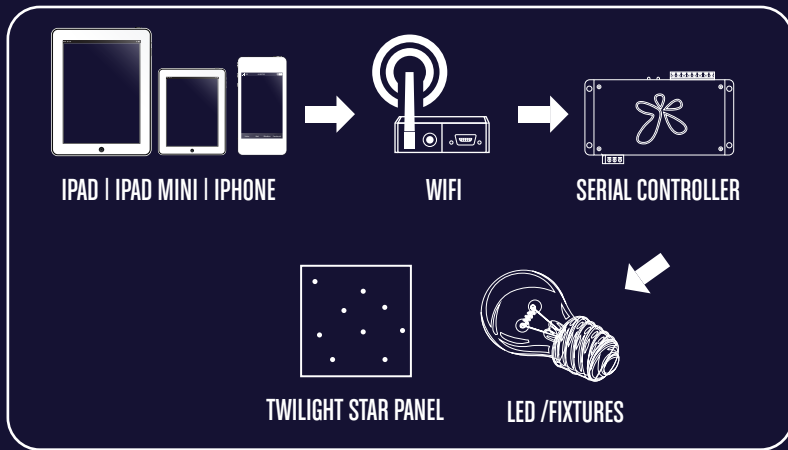 IPAD | IPAD MINI | IPHONE
WIFI
SERIAL CONTROLLER
TWILIGHT STAR PANEL
LED /FIXTURES